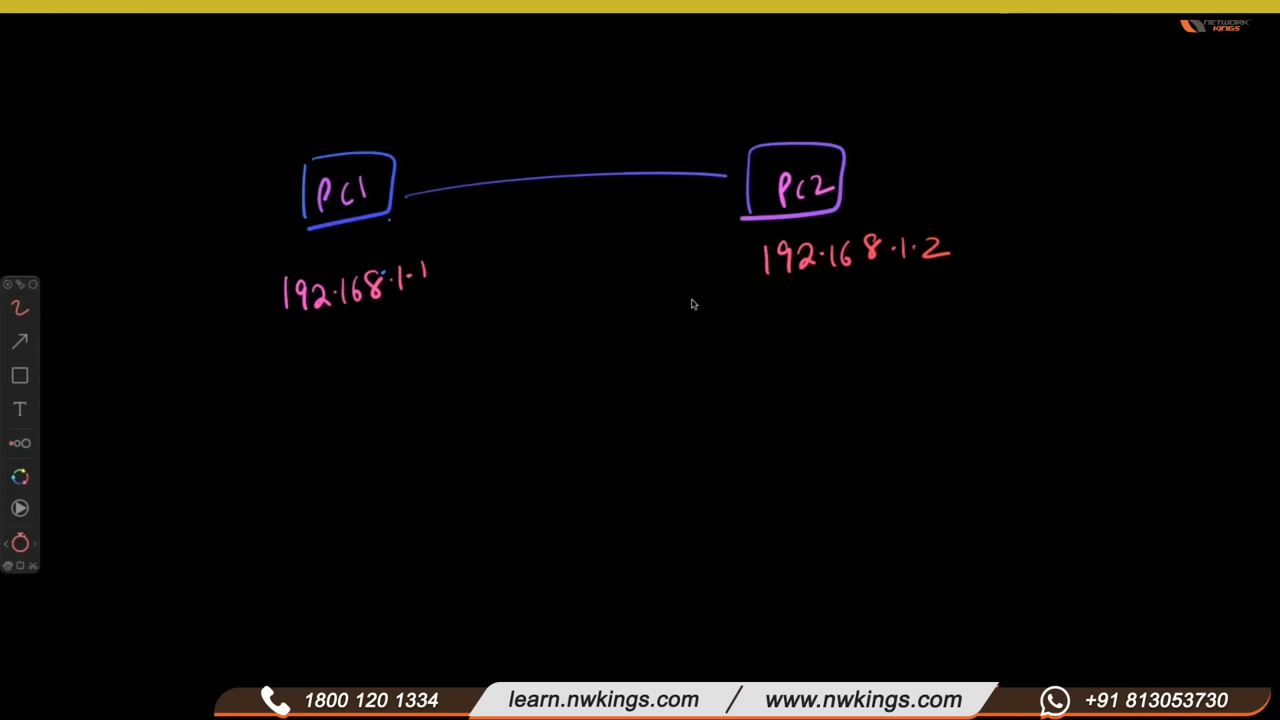 NETWORK
KINGS
PC1
PC2
192.168.1.1
192.168.1.2
T
1800 120 1334
learn.nwkings.com / www.nwkings.com
+91 813053730